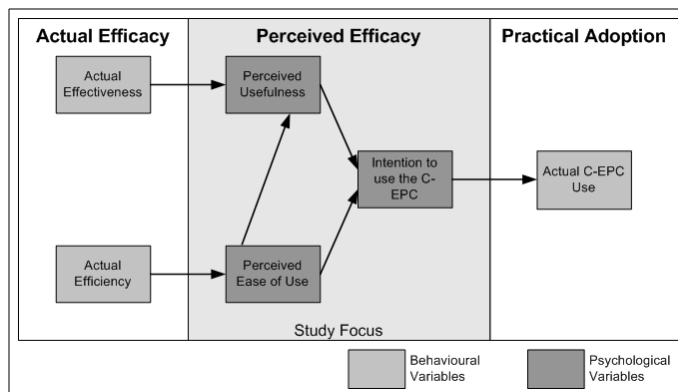 Actual Efficacy
Perceived Efficacy
Practical Adoption
Actual
Effectiveness
Perceived
Usefulness
Intention to
use the C-
EPC
Actual C-EPC
Use
Actual
Efficiency
Perceived
Ease of Use
Study Focus
Behavioural
Variables
Psychological
Variables